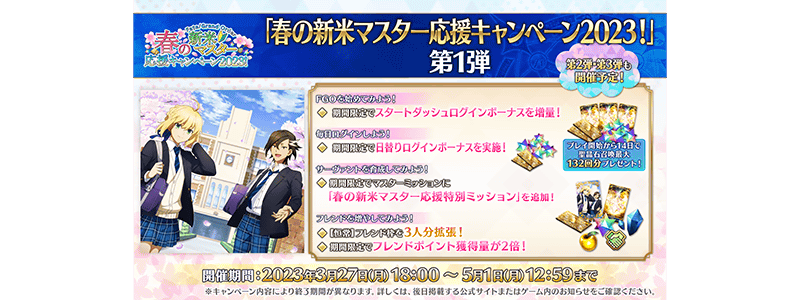 Fate/Grand Order
春の新米マスター
応援キャンペーン2023!
「春の新米マスター応援キャンペーン2023!」
第1弾
第2弾・第3弾も
開催予定!
FGOを始めてみよう!
期間限定でスタートダッシュログインボーナスを増量!
毎日ログインしよう!
期間限定で日替りログインボーナスを実施!
プレイ開始から14日で
聖晶石召喚最大
132回分プレゼント!
サーヴァントを育成してみよう!
期間限定でマスターミッションに
「春の新米マスター応援特別ミッション」を追加!
フレンドを増やしてみよう!
【恒常】フレンド枠を3人分拡張!
期間限定でフレンドポイント獲得量が2倍!
開催期間:2023年3月27日(月)18:00 ~ 5月1日(月)12:59まで
※キャンペーン内容により終了期間が異なります。詳しくは、後日掲載する公式サイトまたはゲーム内のお知らせをご確認ください。